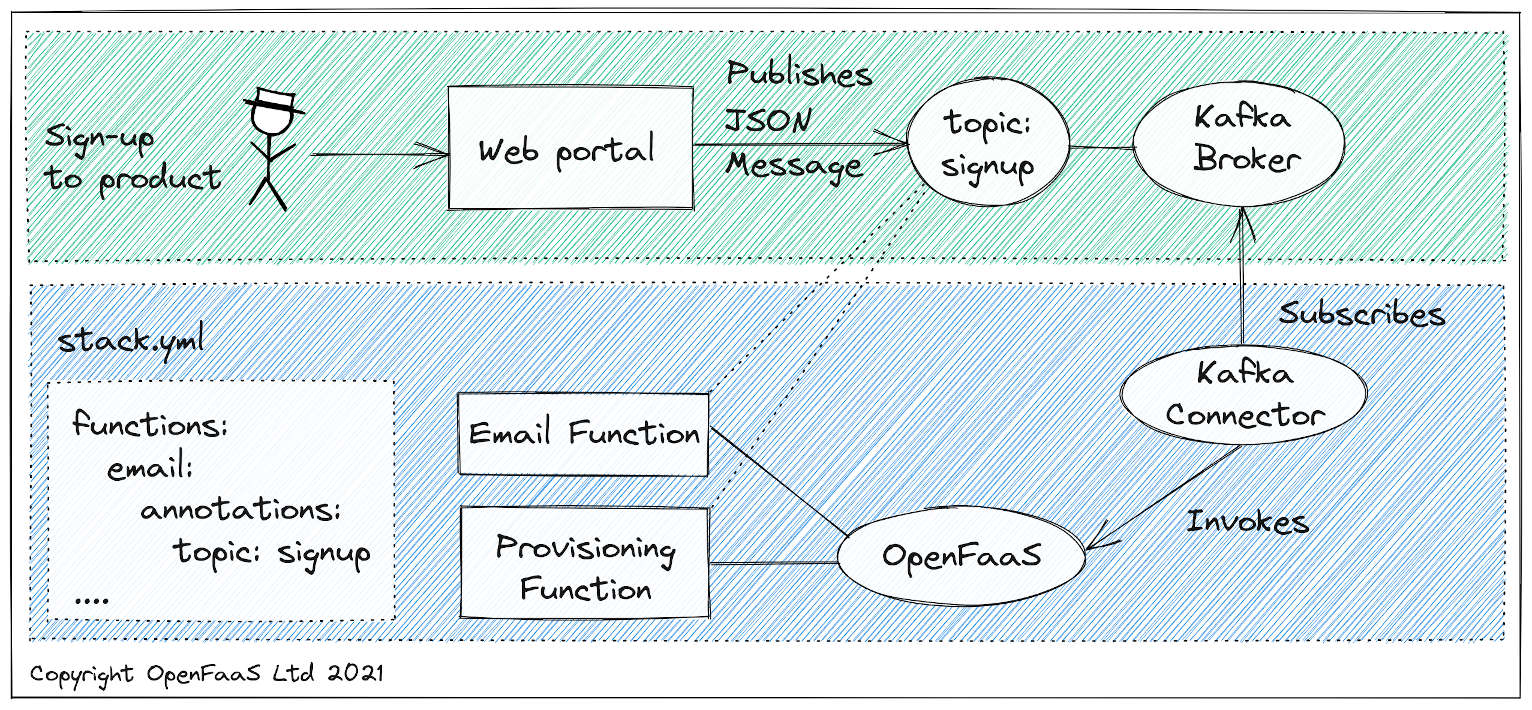 Sign-up
to product
Web portal
Publishes
JSON
Message
topic:
signup
Kafka
Broker
Subscribes
stack.yml
functions:
email:
annotations:
topic: signup
....
Email Function
Provisioning
Function
OpenFaaS
Kafka
Connector
Invokes
Copyright OpenFaaS Ltd 2021